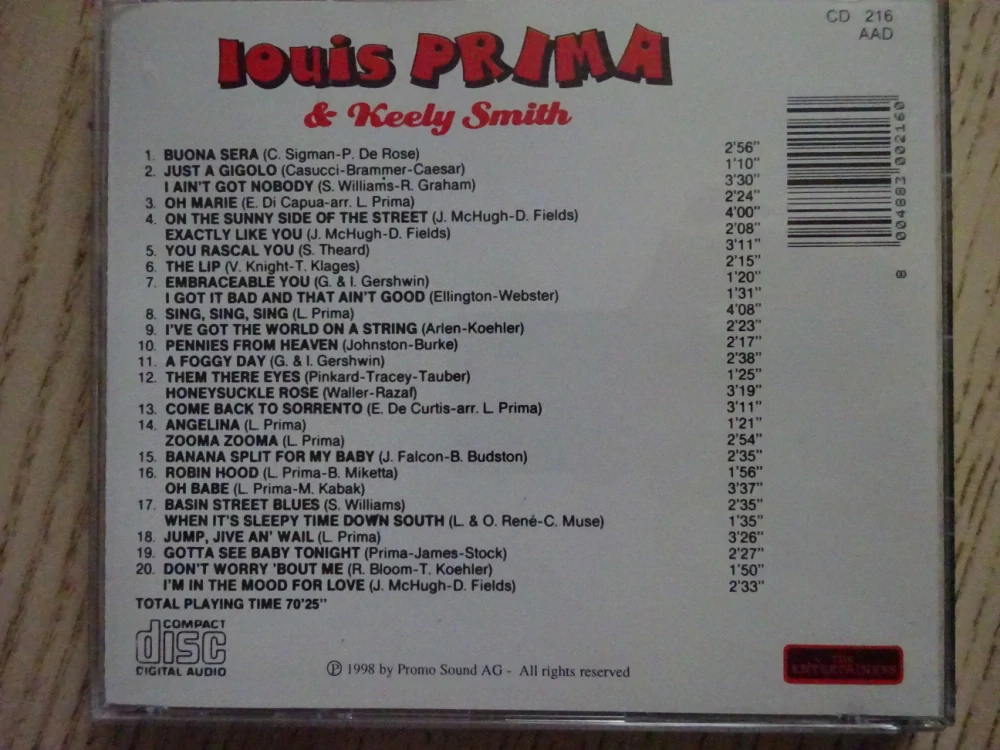 CD 216
AAD
louis PRIMA
& Keely Smith
1. BUONA SERA (C. Sigman-P. De Rose) 2'56"
2. JUST A GIGOLO (Casucci-Brammer-Caesar) 1'10"
I AIN'T GOT NOBODY (S. Williams-R. Graham) 3'30"
3. OH MARIE (E. Di Capua-arr. L. Prima) 2'24"
4. ON THE SUNNY SIDE OF THE STREET (J. McHugh-D. Fields) 4'00"
EXACTLY LIKE YOU (J. McHugh-D. Fields) 2'08"
5. YOU RASCAL YOU (S. Theard) 3'11"
6. THE LIP (V. Knight-T. Klages) 2'15"
7. EMBRACEABLE YOU (G. & I. Gershwin) 1'20"
I GOT IT BAD AND THAT AIN'T GOOD (Ellington-Webster) 1'31"
8. SING, SING, SING (L. Prima) 4'08"
9. I'VE GOT THE WORLD ON A STRING (Arlen-Koehler) 2'23"
10. PENNIES FROM HEAVEN (Johnston-Burke) 2'17"
11. A FOGGY DAY (G. & I. Gershwin) 2'38"
12. THEM THERE EYES (Pinkard-Tracey-Tauber) 1'25"
HONEYSUCKLE ROSE (Waller-Razaf) 3'19"
13. COME BACK TO SORRENTO (E. De Curtis-arr. L. Prima) 3'11"
14. ANGELINA (L. Prima) 1'21"
ZOOMA ZOOMA (L. Prima) 2'54"
15. BANANA SPLIT FOR MY BABY (J. Falcon-B. Budston) 2'35"
16. ROBIN HOOD (L. Prima-B. Miketta) 1'56"
OH BABE (L. Prima-M. Kabak) 3'37"
17. BASIN STREET BLUES (S. Williams) 2'35"
WHEN IT'S SLEEPY TIME DOWN SOUTH (L. & O. René-C. Muse) 1'35"
18. JUMP, JIVE AN' WAIL (L. Prima) 3'26"
19. GOTTA SEE BABY TONIGHT (Prima-James-Stock) 2'27"
20. DON'T WORRY 'BOUT ME (R. Bloom-T. Koehler) 1'50"
I'M IN THE MOOD FOR LOVE (J. McHugh-D. Fields) 2'33"
TOTAL PLAYING TIME 70'25"
004883 002160 8
COMPACT
disc
DIGITAL AUDIO
℗ 1998 by Promo Sound AG - All rights reserved
THE
ENTERTAINERS